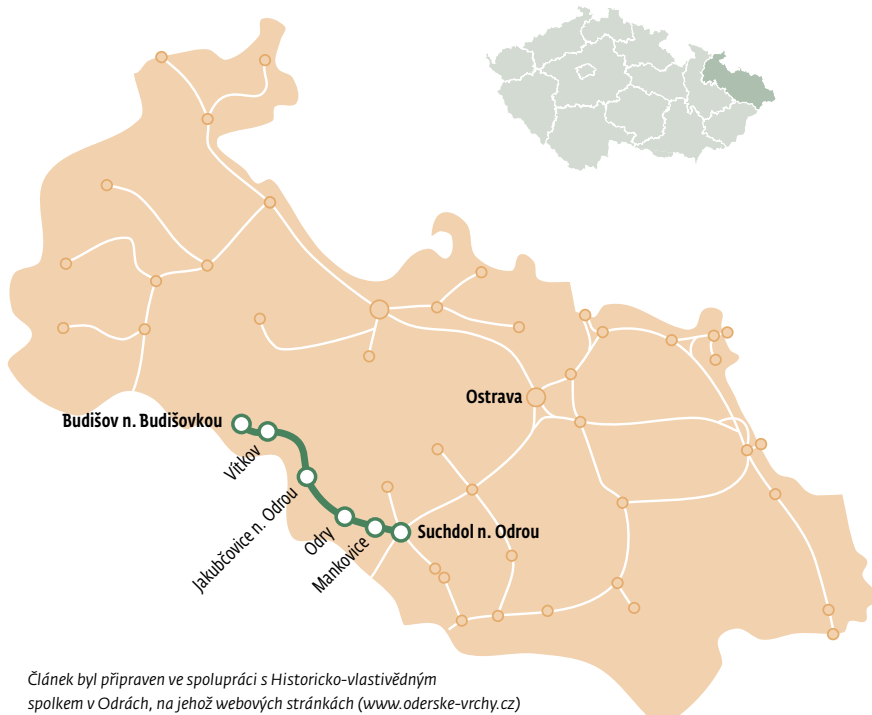 Ostrava
Budišov n. Budišovkou
Vítkov
Jakubčovice n. Odrou
Odry
Mankovice
Suchdol n. Odrou
Článek byl připraven ve spolupráci s Historicko-vlastivědným
spolkem v Odrách, na jehož webových stránkách (www.oderske-vrchy.cz)